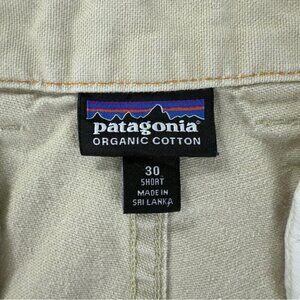 patagonia
ORGANIC COTTON
30
SHORT
MADE IN
SRI LANKA